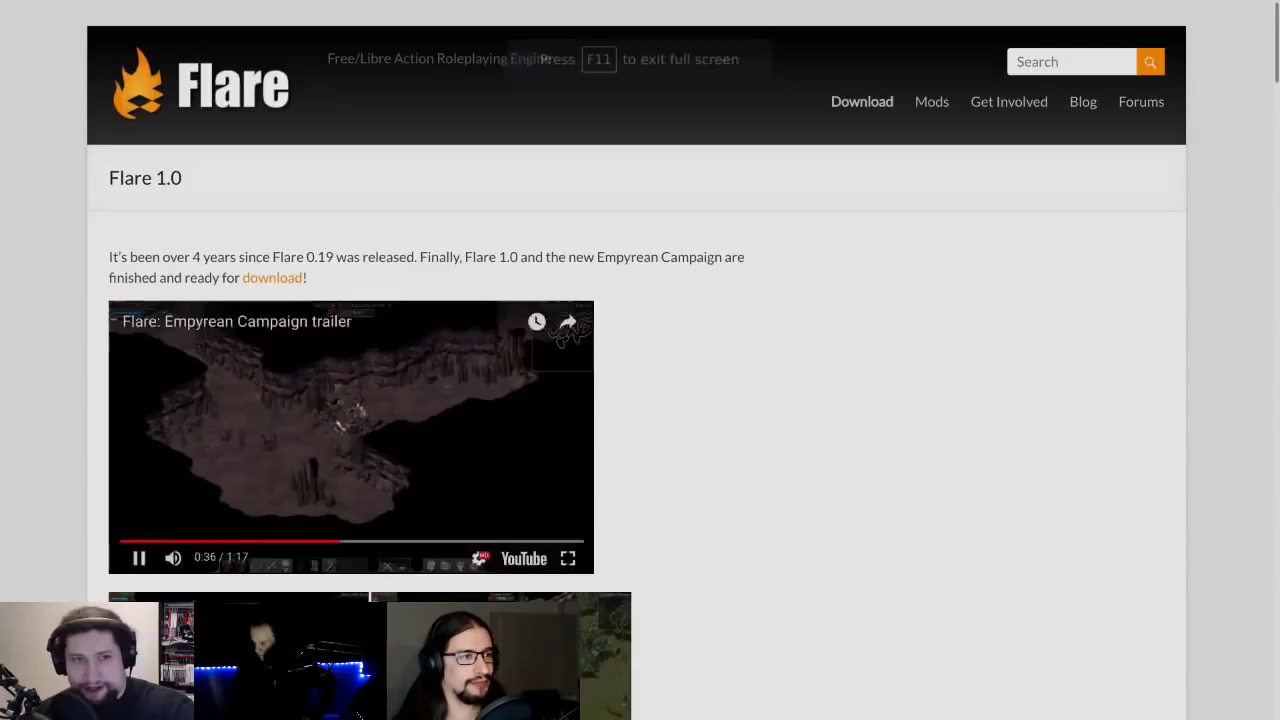 Flare
Free/Libre Action Roleplaying Engine
Press F11 to exit full screen
Search
Download Mods Get Involved Blog Forums
Flare 1.0
It's been over 4 years since Flare 0.19 was released. Finally, Flare 1.0 and the new Empyrean Campaign are
finished and ready for download!
Flare: Empyrean Campaign trailer
0:36 / 1:17
HD
YouTube